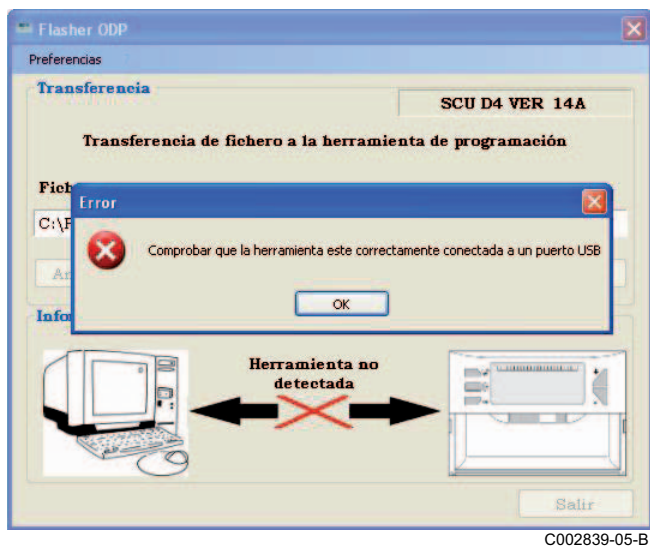 Flasher ODP
Preferencias
Transferencia
SCU D4 VER 14A
Transferencia de fichero a la herramienta de programación
Error
Comprobar que la herramienta este correctamente conectada a un puerto USB
OK
Herramienta no
detectada
Salir
C002839-05-B